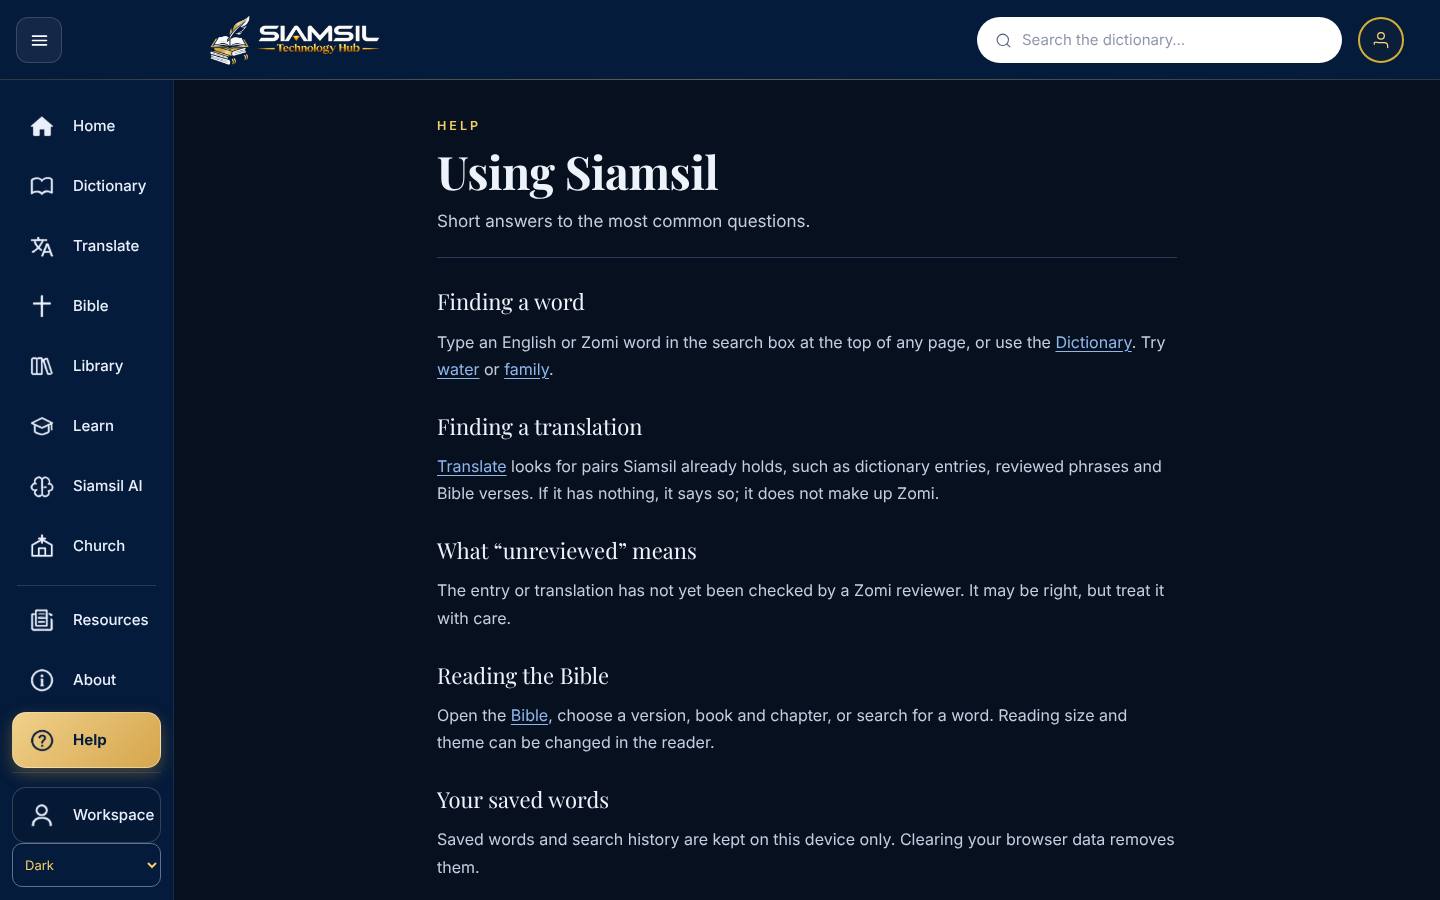 SIAMSIL
Technology Hub
Search the dictionary...
Home
Dictionary
Translate
Bible
Library
Learn
Siamsil AI
Church
Resources
About
Help
Workspace
Dark
HELP
Using Siamsil
Short answers to the most common questions.
Finding a word
Type an English or Zomi word in the search box at the top of any page, or use the Dictionary. Try
water or family.
Finding a translation
Translate looks for pairs Siamsil already holds, such as dictionary entries, reviewed phrases and
Bible verses. If it has nothing, it says so; it does not make up Zomi.
What “unreviewed” means
The entry or translation has not yet been checked by a Zomi reviewer. It may be right, but treat it
with care.
Reading the Bible
Open the Bible, choose a version, book and chapter, or search for a word. Reading size and
theme can be changed in the reader.
Your saved words
Saved words and search history are kept on this device only. Clearing your browser data removes
them.